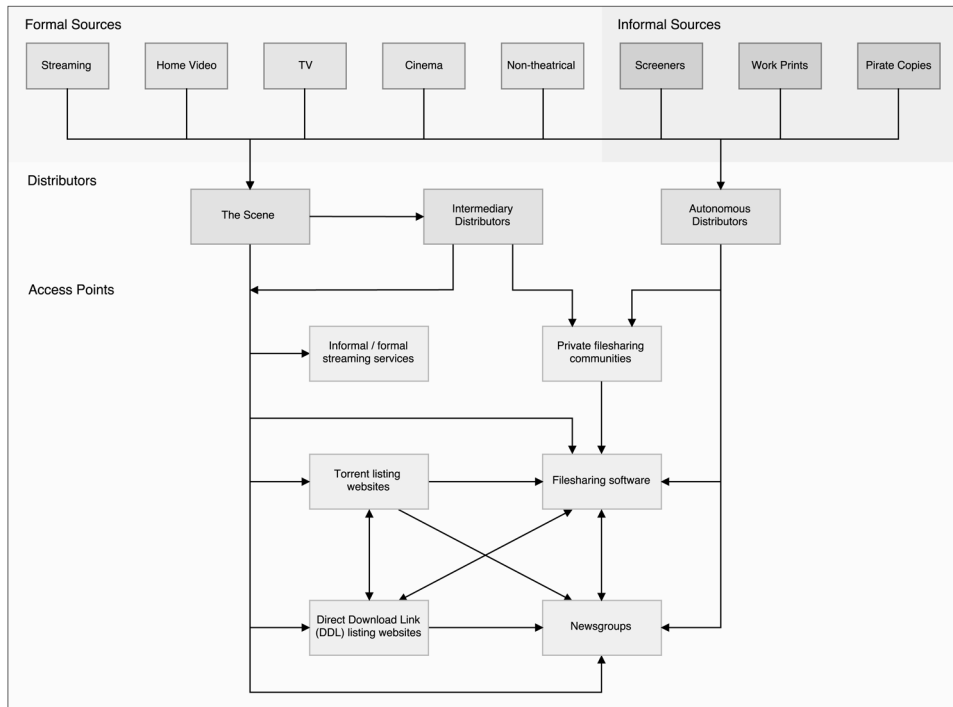 Formal Sources
Informal Sources
Streaming
Home Video
TV
Cinema
Non-theatrical
Screeners
Work Prints
Pirate Copies
Distributors
The Scene
Intermediary
Distributors
Autonomous
Distributors
Access Points
Informal / formal
streaming services
Private filesharing
communities
Torrent listing
websites
Filesharing software
Direct Download Link
(DDL) listing websites
Newsgroups